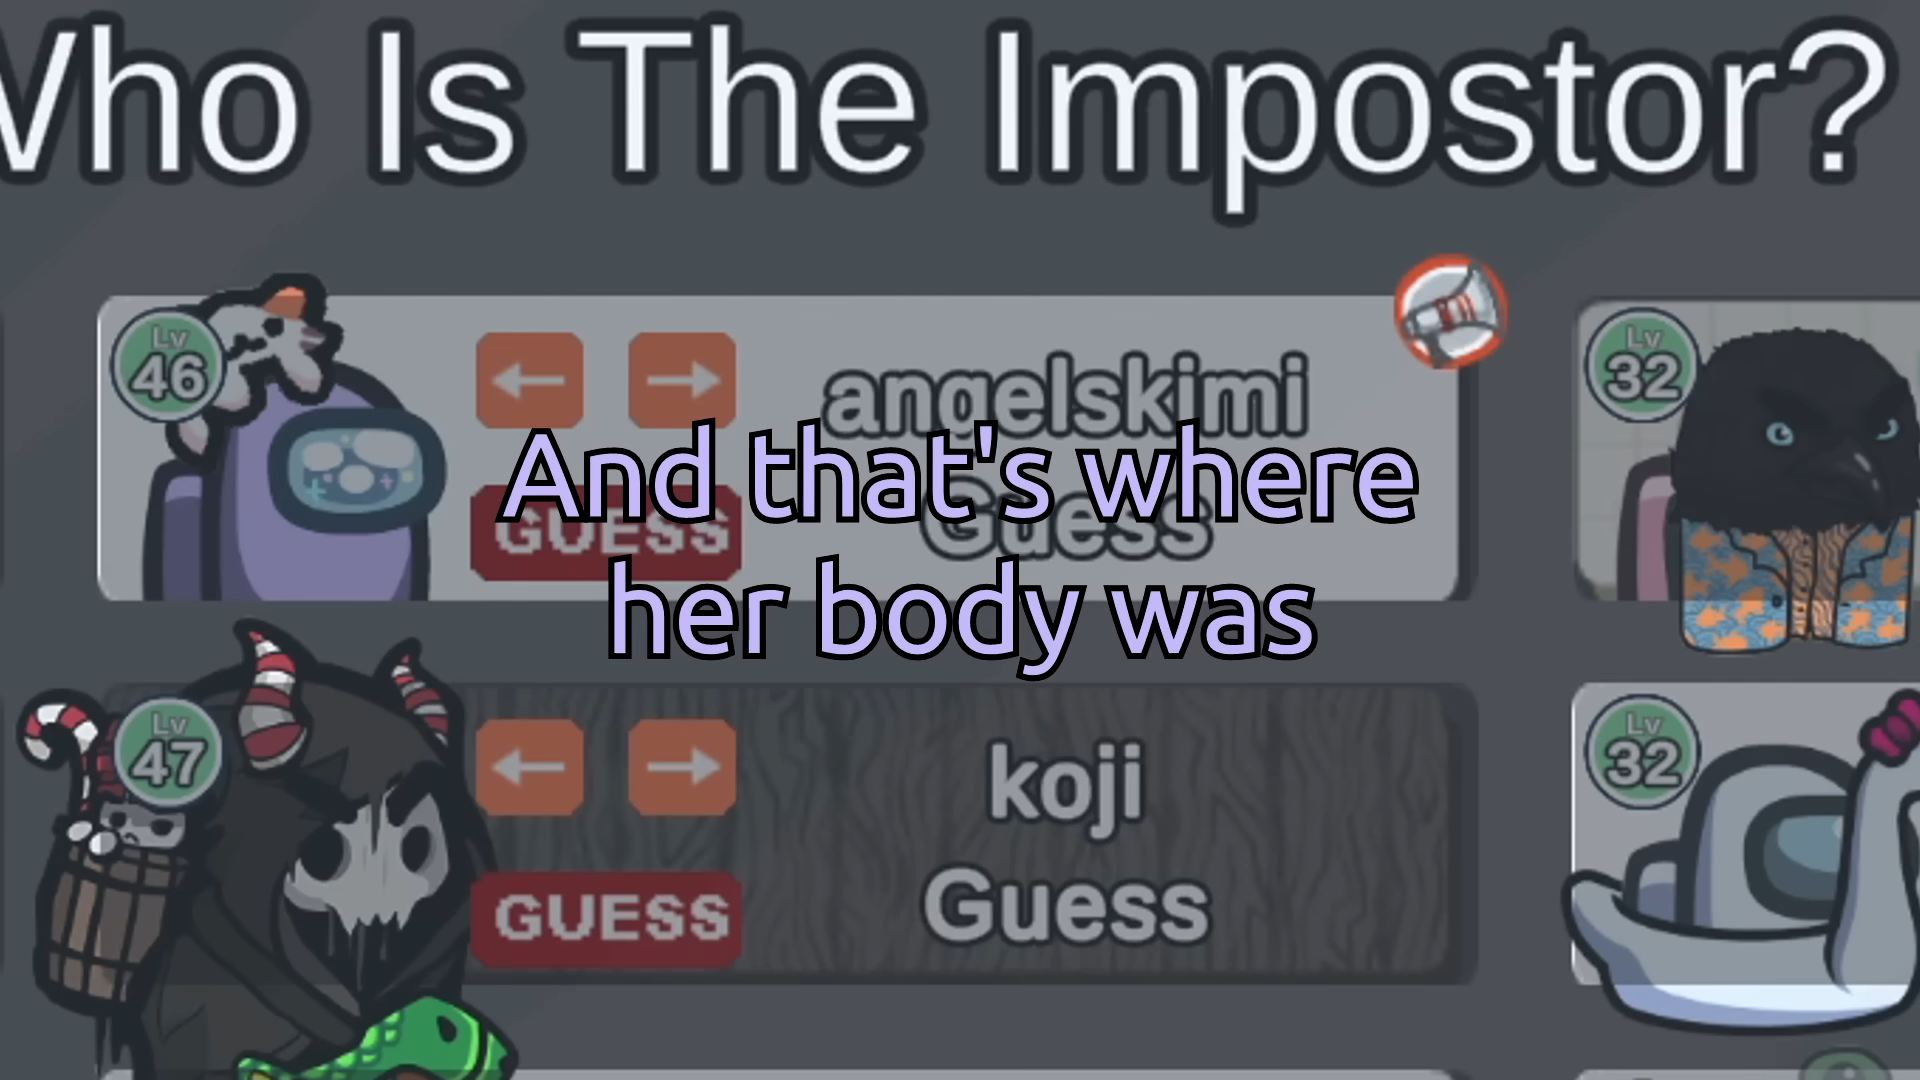 Who Is The Impostor?
Lv
46
angelskimi
Lv
32
And that's where
GUESS
Guess
her body was
Lv
47
koji
Lv
32
GUESS
Guess